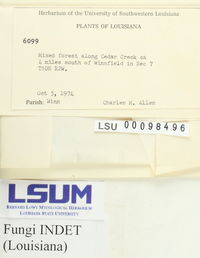 Herbarium of the University of Southwestern Louisiana
PLANTS OF LOUISIANA
6099
Mixed forest along Cedar Creek ca
4 miles south of Winnfield in Sec 7
T50N R2W.
Oct 5, 1974
Parish: Winn Charles M. Allen
LSU 00098496
LSUM
BERNARD LOWY MYCOLOGICAL HERBARIUM
LOUISIANA STATE UNIVERSITY
Fungi INDET
(Louisiana)